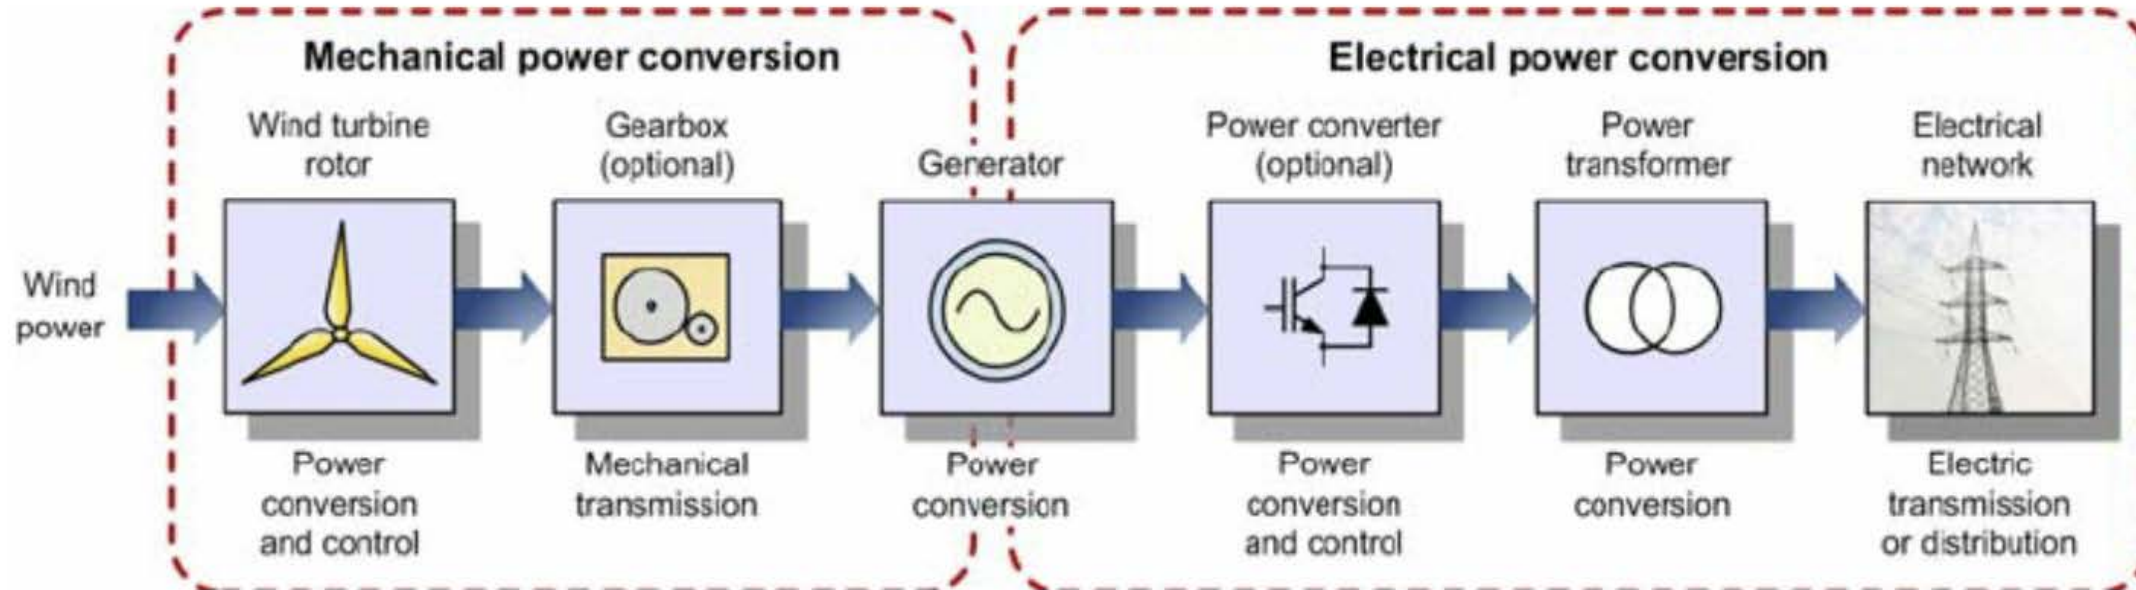 Mechanical power conversion
Electrical power conversion
Wind turbine
rotor
Gearbox
(optional)
Generator
Power converter
(optional)
Power
transformer
Electrical
network
Wind
power
Power
conversion
and control
Mechanical
transmission
Power
conversion
Power
conversion
and control
Power
conversion
Electric
transmission
or distribution